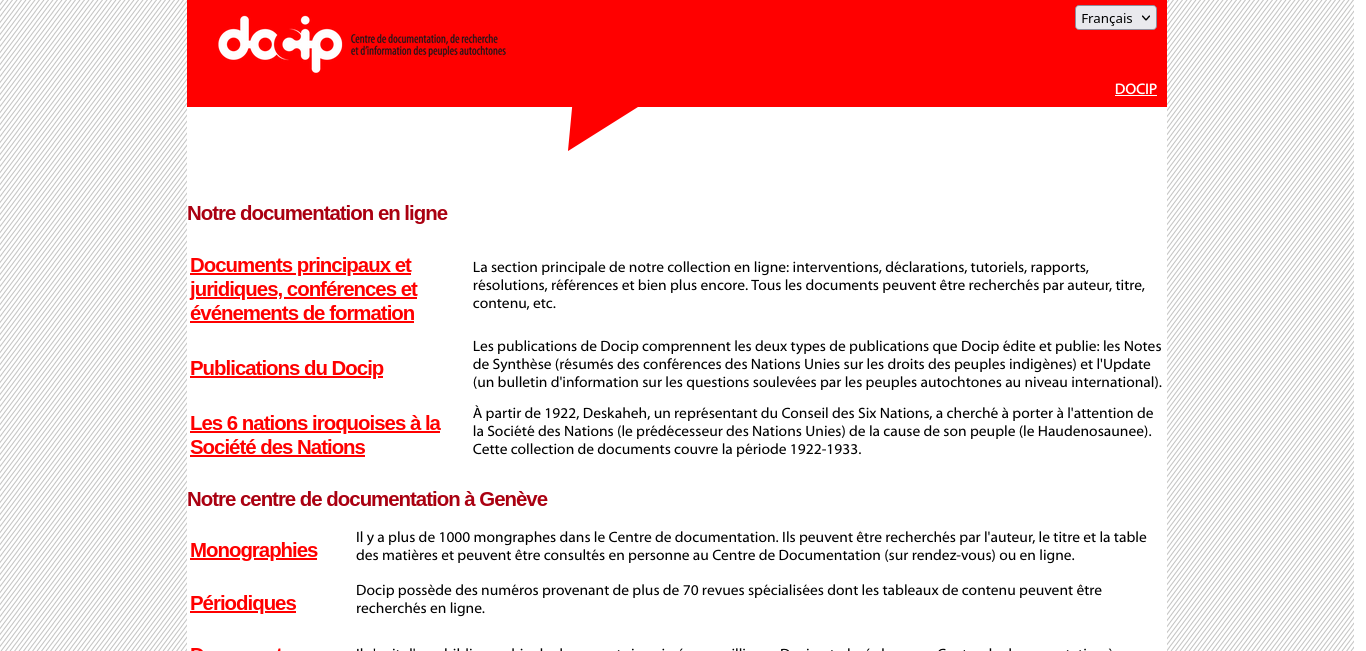 Français
docip
Centre de documentation, de recherche
et d'information des peuples autochtones
DOCIP
Notre documentation en ligne
Documents principaux et
juridiques, conférences et
événements de formation
La section principale de notre collection en ligne: interventions, déclarations, tutoriels, rapports,
résolutions, références et bien plus encore. Tous les documents peuvent être recherchés par auteur, titre,
contenu, etc.
Publications du Docip
Les publications de Docip comprennent les deux types de publications que Docip édite et publie: les Notes
de Synthèse (résumés des conférences des Nations Unies sur les droits des peuples indigènes) et l'Update
(un bulletin d'information sur les questions soulevées par les peuples autochtones au niveau international).
Les 6 nations iroquoises à la
Société des Nations
À partir de 1922, Deskaheh, un représentant du Conseil des Six Nations, a cherché à porter à l'attention de
la Société des Nations (le prédécesseur des Nations Unies) de la cause de son peuple (le Haudenosaunee).
Cette collection de documents couvre la période 1922-1933.
Notre centre de documentation à Genève
Monographies
Il y a plus de 1000 mongraphes dans le Centre de documentation. Ils peuvent être recherchés par l'auteur, le titre et la table
des matières et peuvent être consultés en personne au Centre de Documentation (sur rendez-vous) ou en ligne.
Périodiques
Docip possède des numéros provenant de plus de 70 revues spécialisées dont les tableaux de contenu peuvent être
recherchés en ligne.